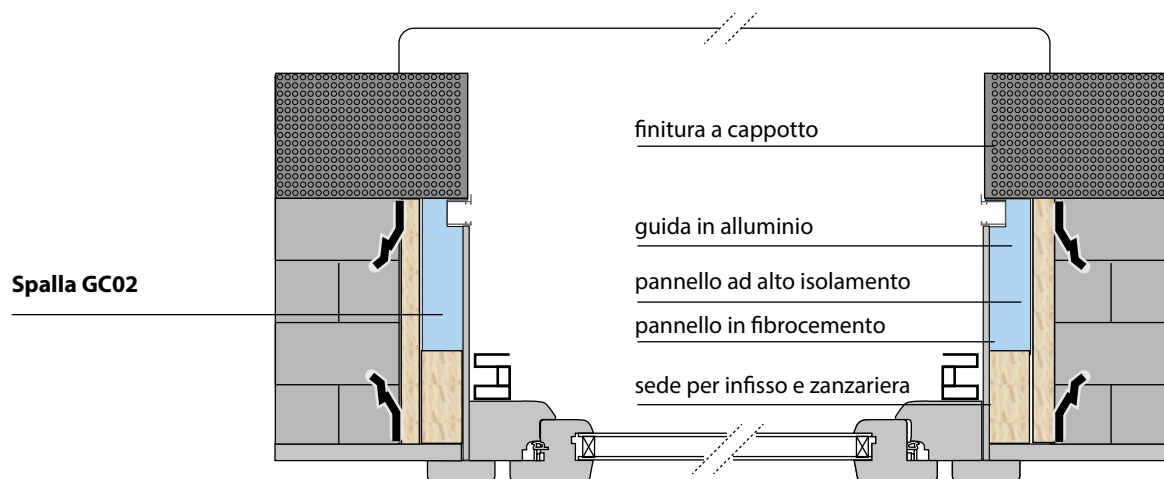 finitura a cappotto
guida in alluminio
Spalla GC02
pannello ad alto isolamento
pannello in fibrocemento
sede per infisso e zanzariera